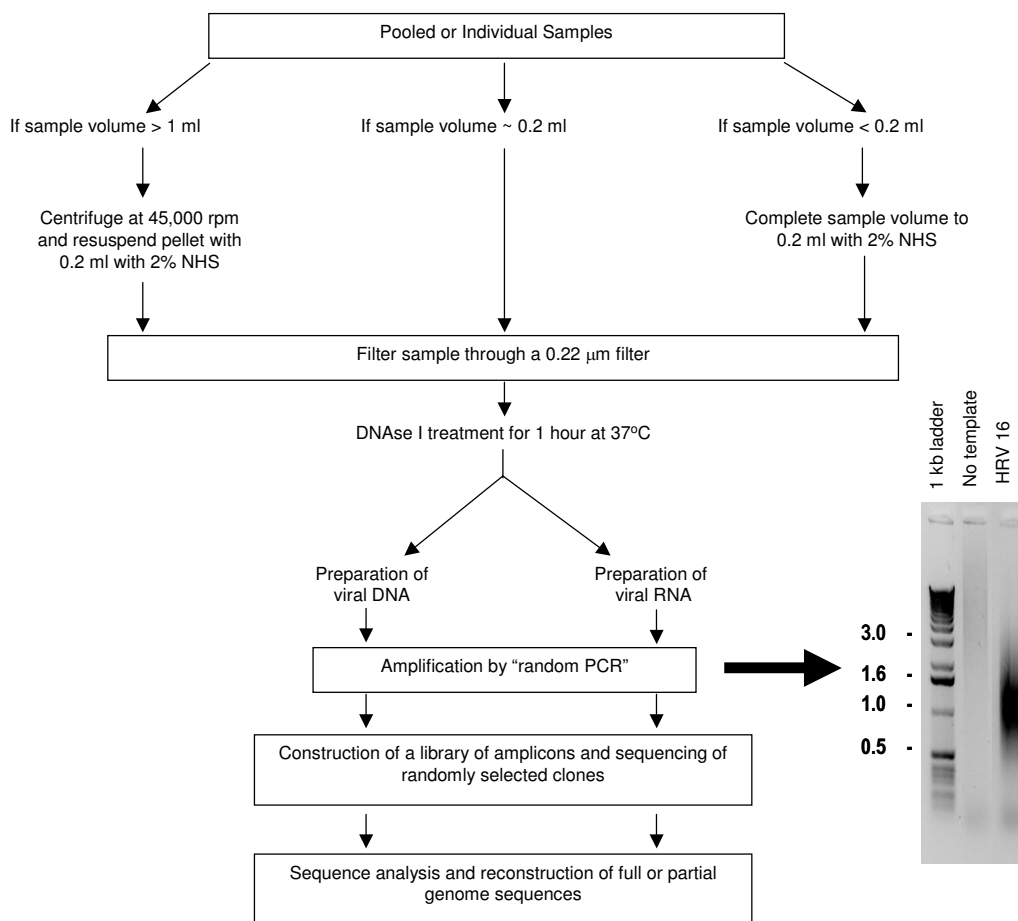 Pooled or Individual Samples
If sample volume > 1 ml
If sample volume ~ 0.2 ml
If sample volume < 0.2 ml
Centrifuge at 45,000 rpm
and resuspend pellet with
0.2 ml with 2% NHS
Complete sample volume to
0.2 ml with 2% NHS
Filter sample through a 0.22 μm filter
DNAse I treatment for 1 hour at 37ºC
Preparation of
viral DNA
Preparation of
viral RNA
Amplification by “random PCR”
Construction of a library of amplicons and sequencing of
randomly selected clones
Sequence analysis and reconstruction of full or partial
genome sequences
1 kb ladder
No template
HRV 16
3.0 -
1.6 -
1.0 -
0.5 -